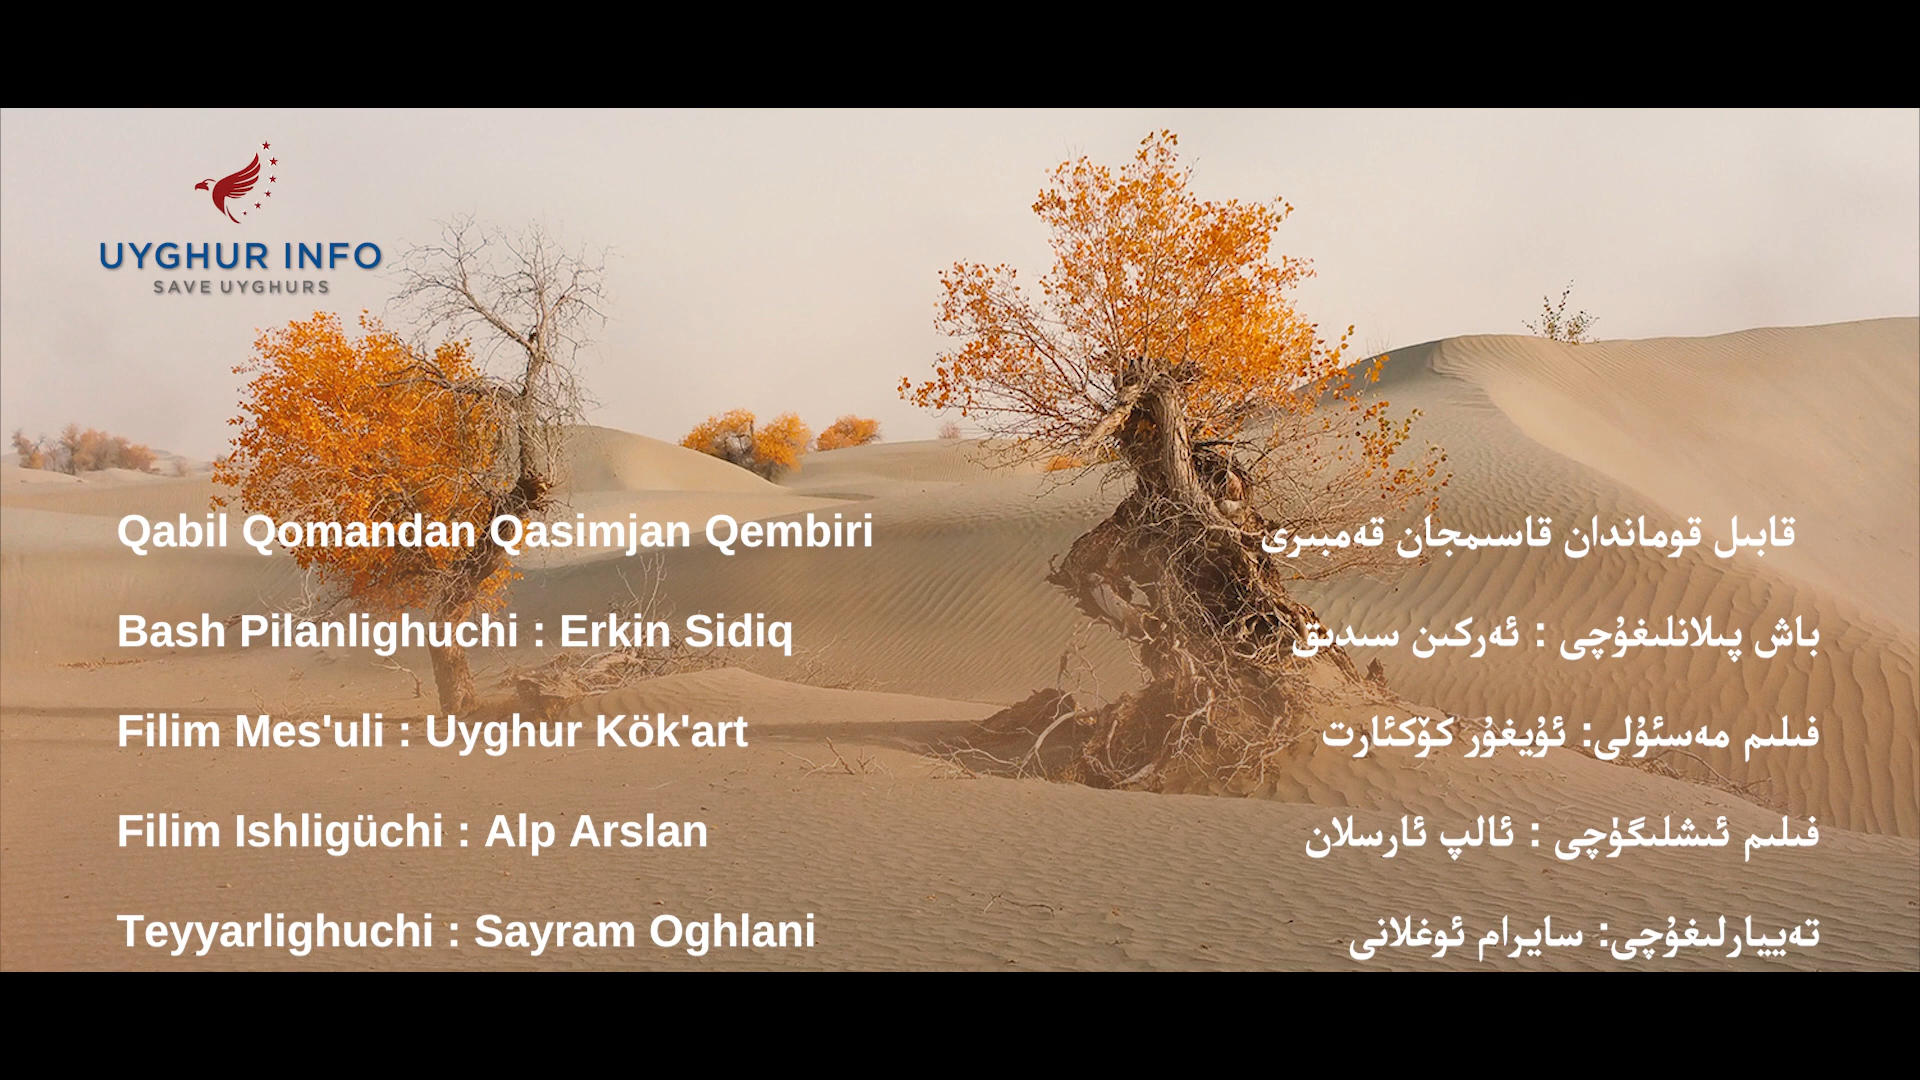 UYGHUR INFO
SAVE UYGHURS
Qabil Qomandan Qasimjan Qembiri
قابىل قوماندان قاسىمجان قەمبىرى
Bash Pilanlighuchi : Erkin Sidiq
باش پىلانلىغۇچى : ئەركىن سىدىق
Filim Mes'uli : Uyghur Kök'art
فىلىم مەسئۇلى: ئۇيغۇر كۆكئارت
Filim Ishligüchi : Alp Arslan
فىلىم ئىشلىگۈچى : ئالپ ئارسلان
Teyyarlighuchi : Sayram Oghlani
تەييارلىغۇچى: سايرام ئوغلانى